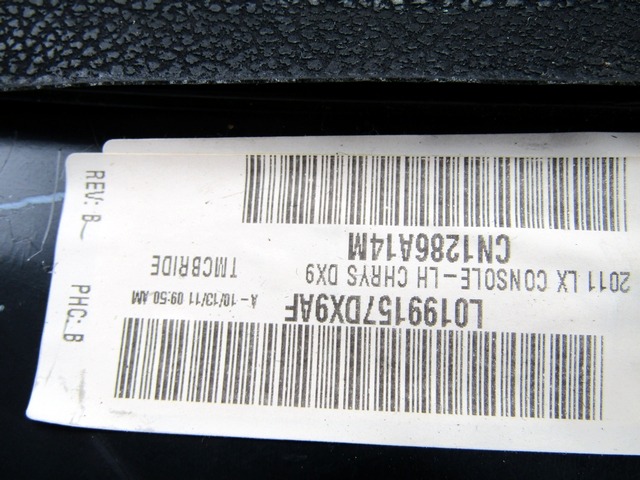 L0199157DX9AF
A - 10/13/11 09:50 AM
2011 LX CONSOLE-LH CHRYS DX9
TMCBRIDE
CN1286A14M
REV: B
PHC: B